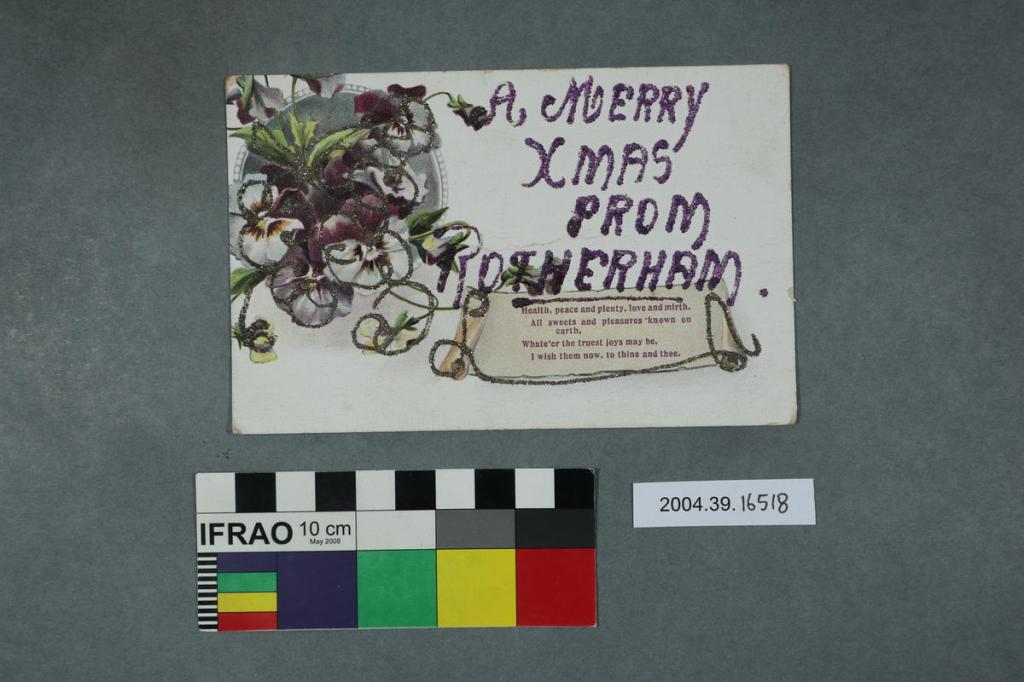 A, MERRY
XMAS
FROM
ROTHERHAM.
Health, peace and plenty, love and mirth,
All sweets and pleasures known on
earth,
Whate'er the truest joys may be,
I wish them now, to thine and thee.
IFRAO 10 cm
May 2008
2004.39.16518